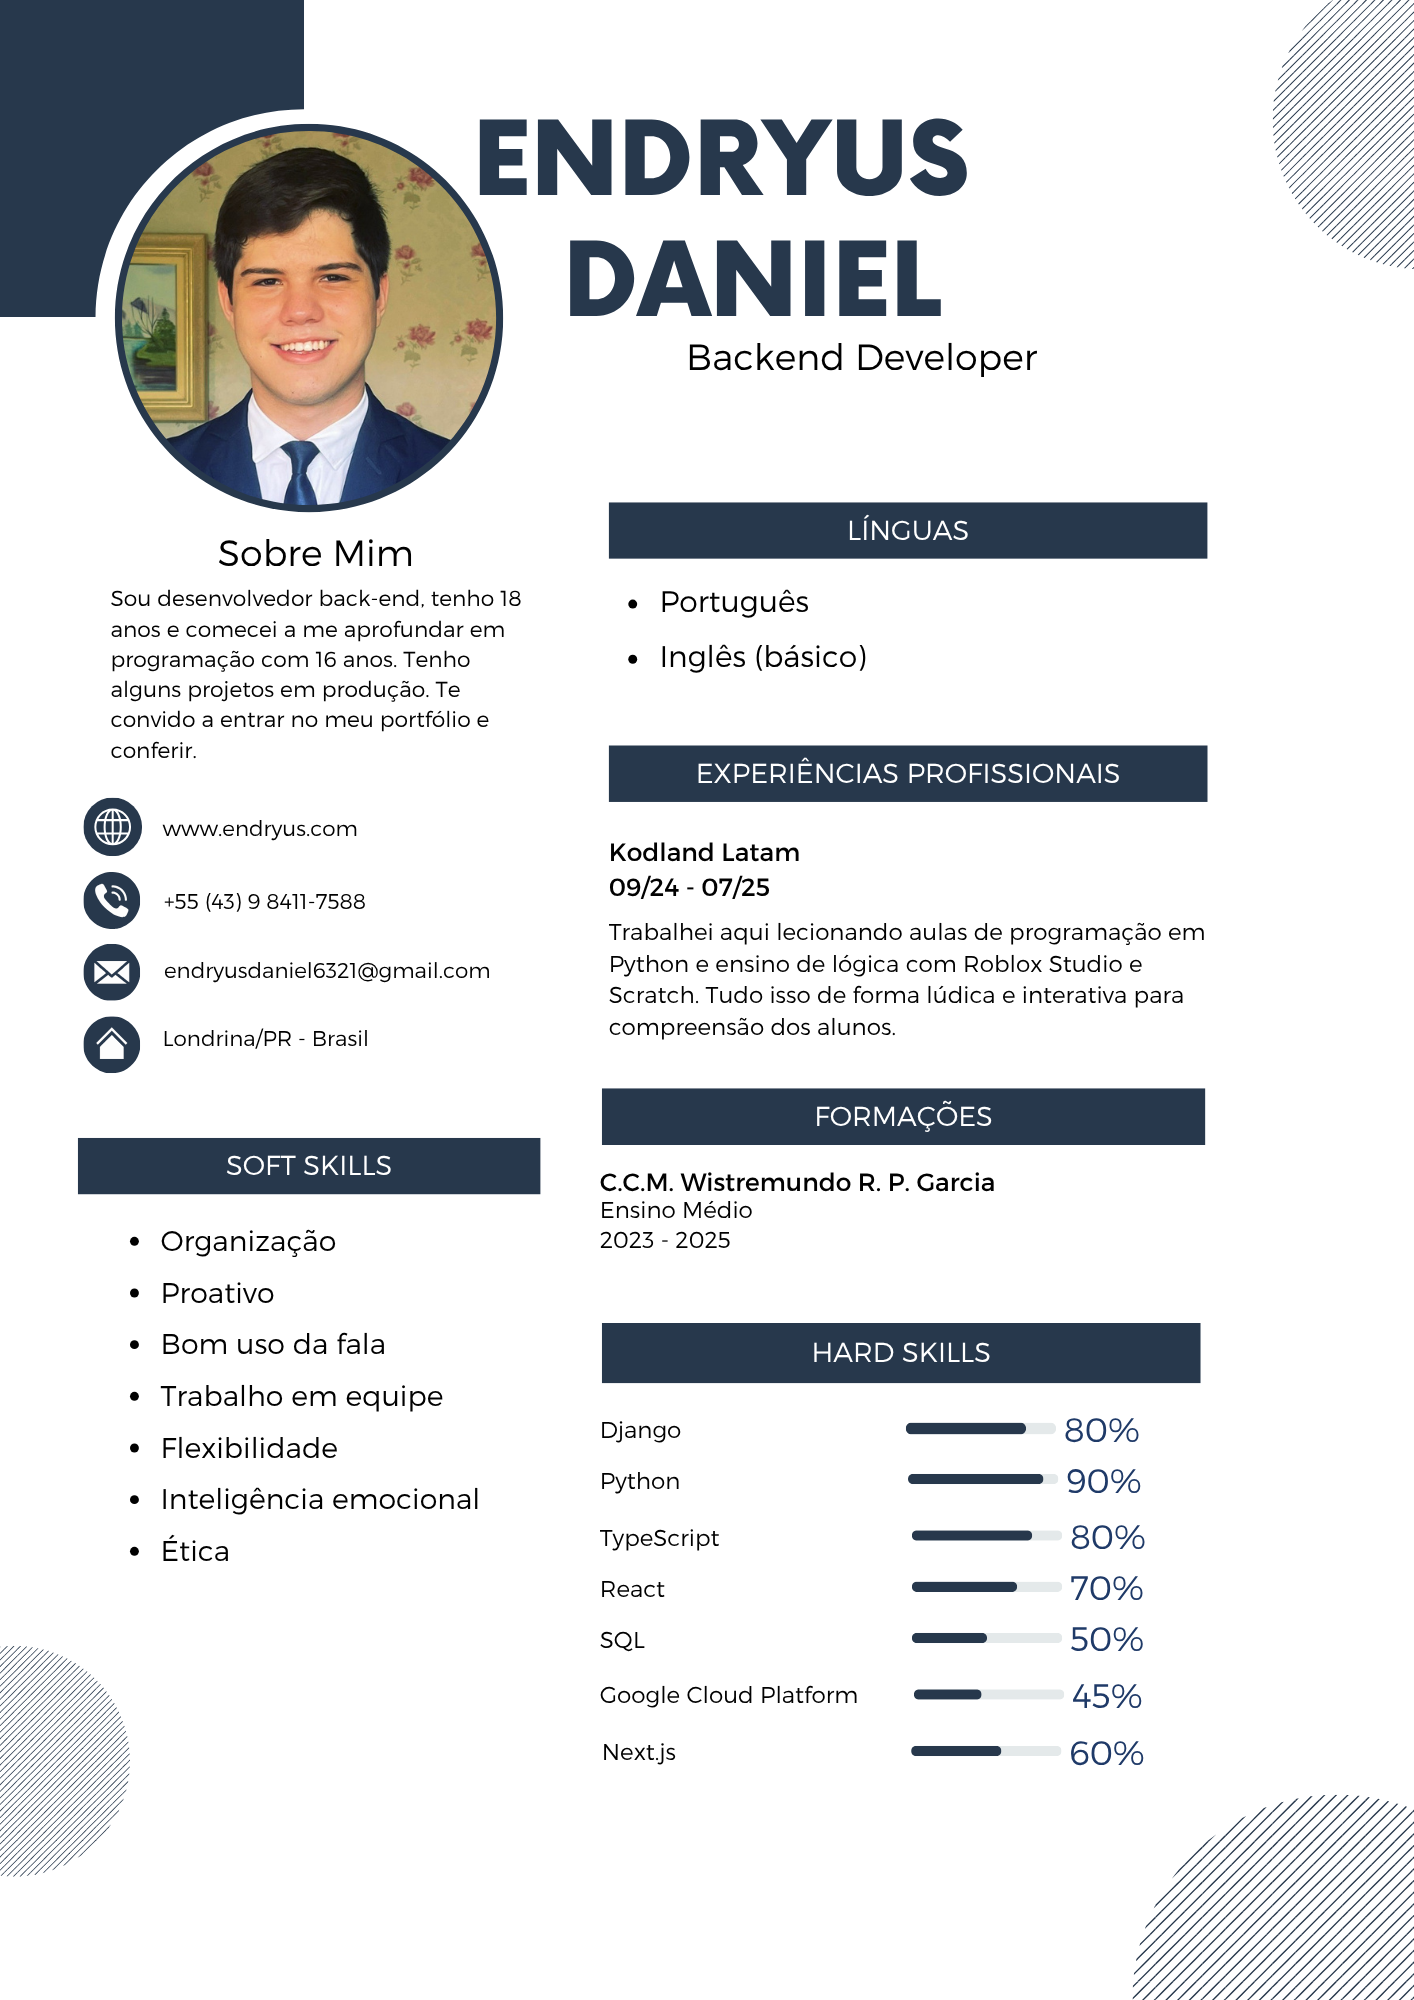 ENDRYUS
DANIEL
Backend Developer
Sobre Mim
Sou desenvolvedor back-end, tenho 18
anos e comecei a me aprofundar em
programação com 16 anos. Tenho
alguns projetos em produção. Te
convido a entrar no meu portfólio e
conferir.
www.endryus.com
+55 (43) 9 8411-7588
endryusdaniel6321@gmail.com
Londrina/PR - Brasil
SOFT SKILLS
• Organização
• Proativo
• Bom uso da fala
• Trabalho em equipe
• Flexibilidade
• Inteligência emocional
• Ética
LÍNGUAS
• Português
• Inglês (básico)
EXPERIÊNCIAS PROFISSIONAIS
Kodland Latam
09/24 - 07/25
Trabalhei aqui lecionando aulas de programação em
Python e ensino de lógica com Roblox Studio e
Scratch. Tudo isso de forma lúdica e interativa para
compreensão dos alunos.
FORMAÇÕES
C.C.M. Wistremundo R. P. Garcia
Ensino Médio
2023 - 2025
HARD SKILLS
Django 80%
Python 90%
TypeScript 80%
React 70%
SQL 50%
Google Cloud Platform 45%
Next.js 60%